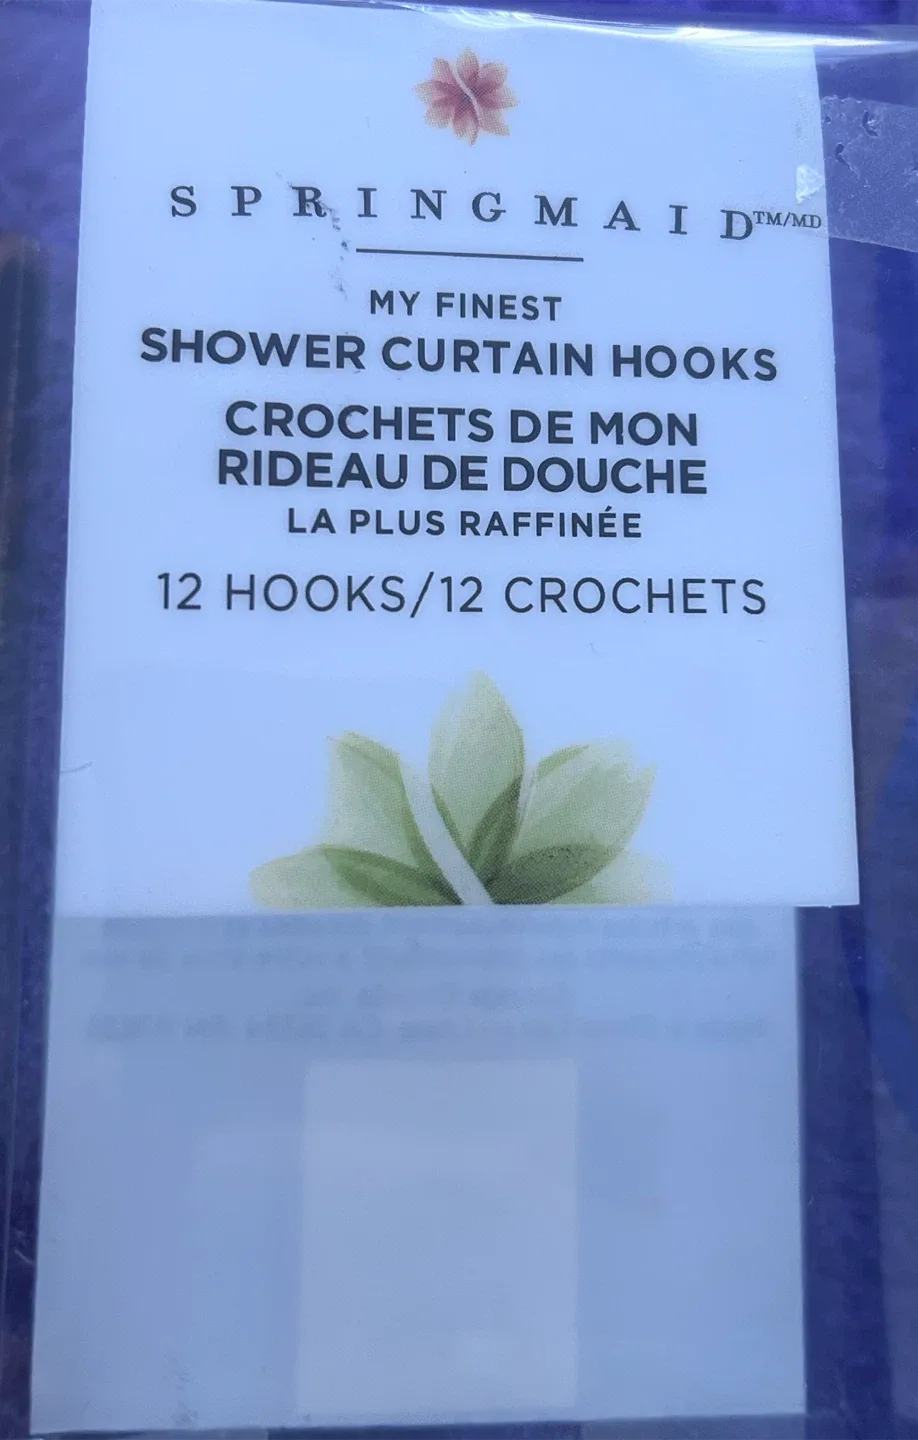 SPRINGMAID™/MD
MY FINEST
SHOWER CURTAIN HOOKS
CROCHETS DE MON
RIDEAU DE DOUCHE
LA PLUS RAFFINÉE
12 HOOKS/12 CROCHETS